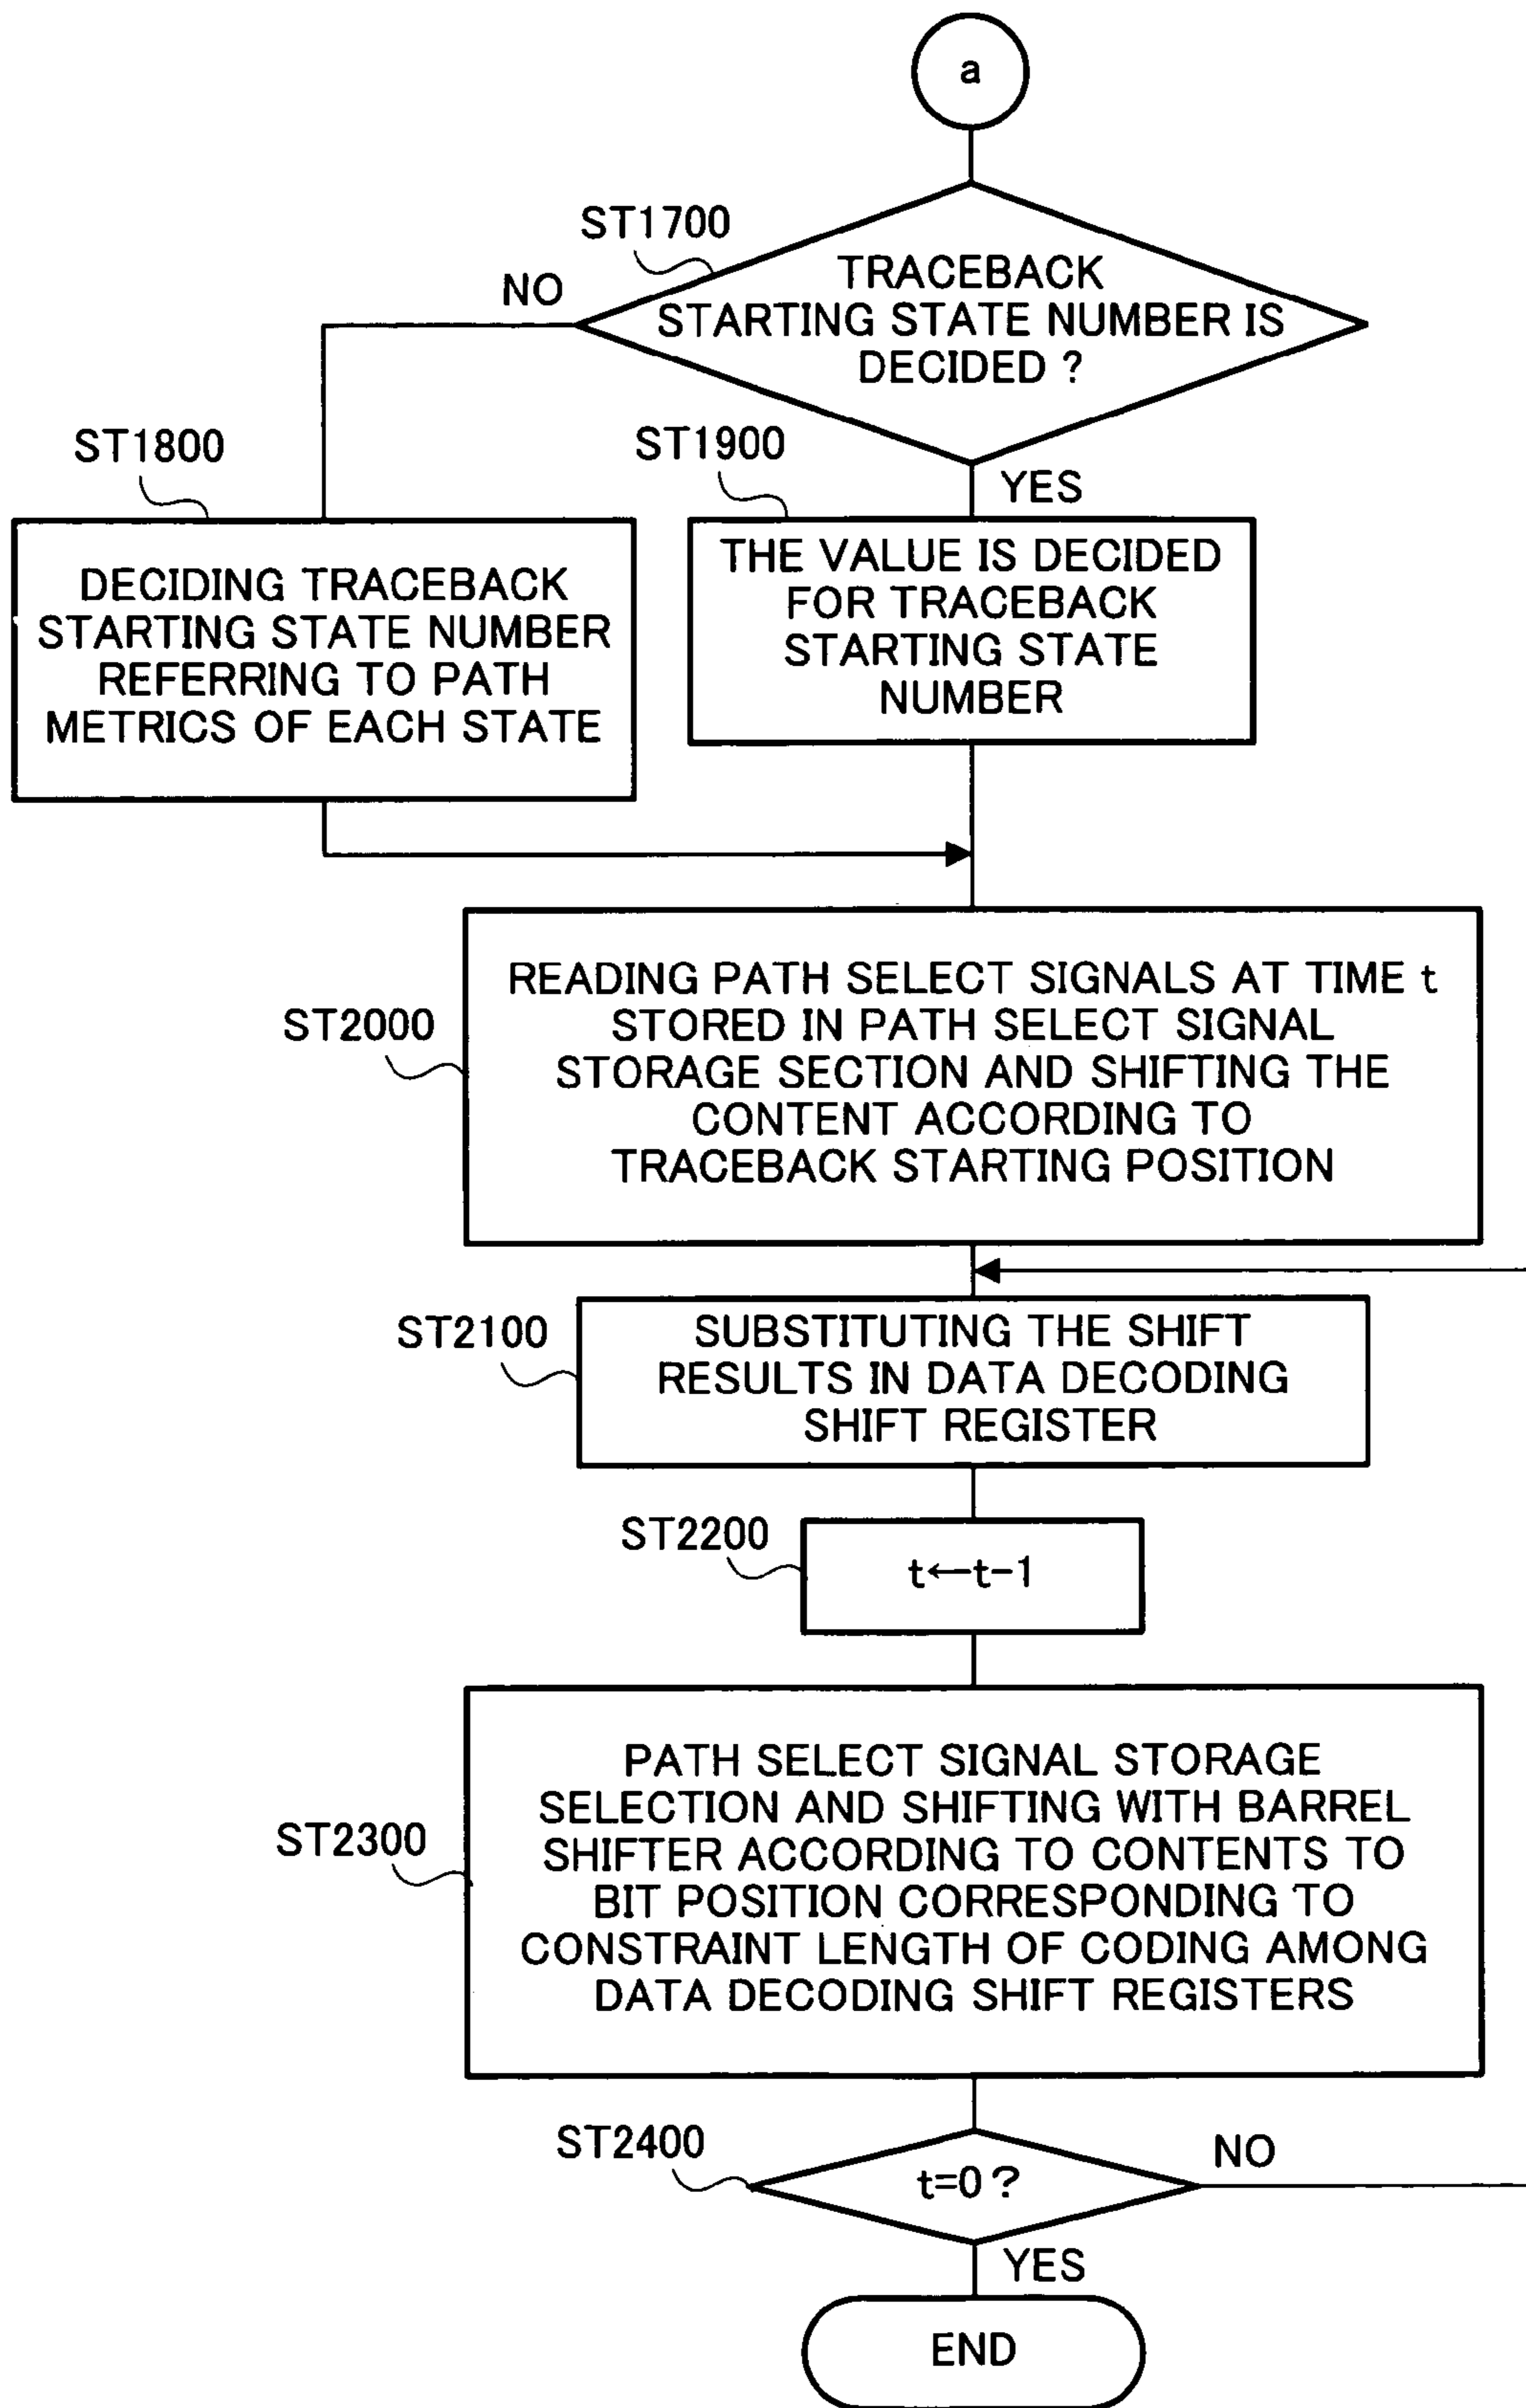 a
ST1700
NO
TRACEBACK
STARTING STATE NUMBER IS
DECIDED ?
ST1800
ST1900
YES
DECIDING TRACEBACK
STARTING STATE NUMBER
REFERRING TO PATH
METRICS OF EACH STATE
THE VALUE IS DECIDED
FOR TRACEBACK
STARTING STATE
NUMBER
ST2000
READING PATH SELECT SIGNALS AT TIME t
STORED IN PATH SELECT SIGNAL
STORAGE SECTION AND SHIFTING THE
CONTENT ACCORDING TO
TRACEBACK STARTING POSITION
ST2100
SUBSTITUTING THE SHIFT
RESULTS IN DATA DECODING
SHIFT REGISTER
ST2200
t←t-1
ST2300
PATH SELECT SIGNAL STORAGE
SELECTION AND SHIFTING WITH BARREL
SHIFTER ACCORDING TO CONTENTS TO
BIT POSITION CORRESPONDING TO
CONSTRAINT LENGTH OF CODING AMONG
DATA DECODING SHIFT REGISTERS
ST2400
t=0 ?
NO
YES
END